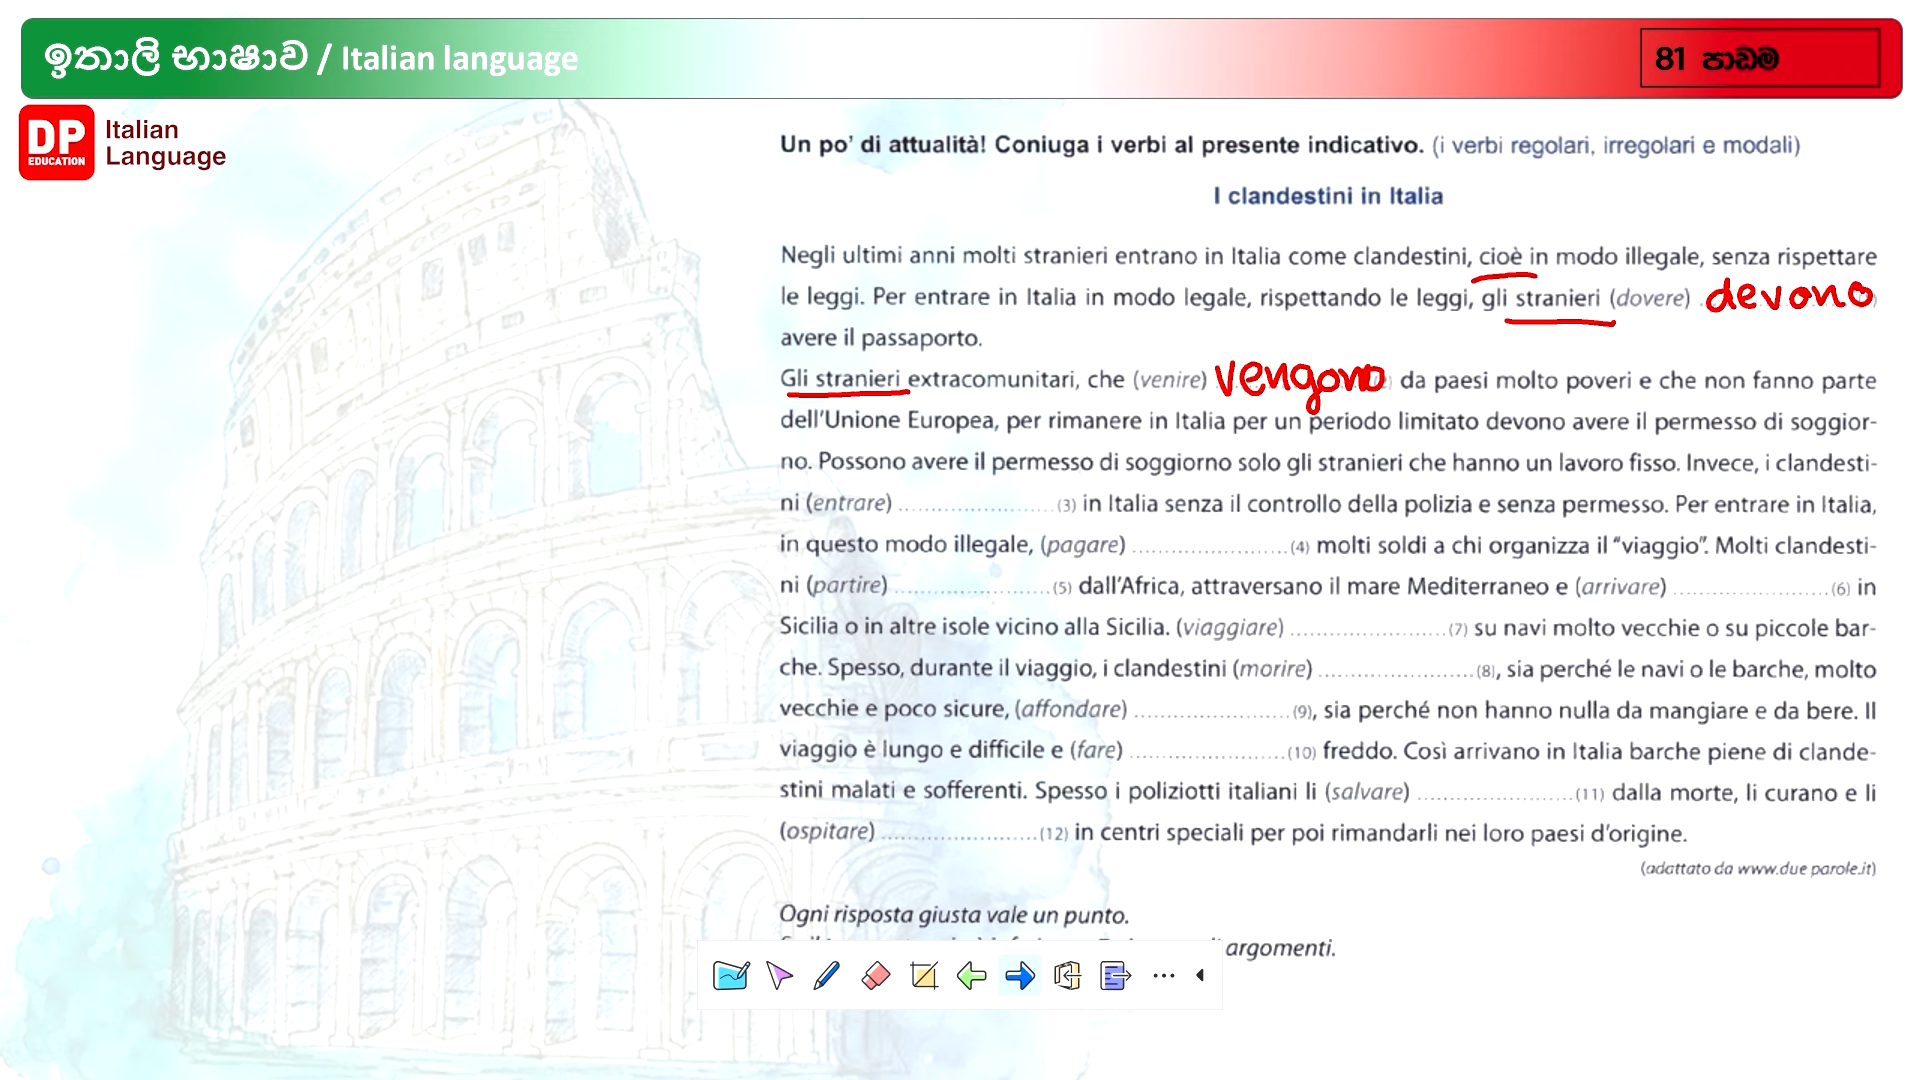 ඉතාලි භාෂාව / Italian language
81 පාඩම
DP
EDUCATION
Italian
Language
Un po' di attualità! Coniuga i verbi al presente indicativo. (i verbi regolari, irregolari e modali)
I clandestini in Italia
Negli ultimi anni molti stranieri entrano in Italia come clandestini, cioè in modo illegale, senza rispettare
le leggi. Per entrare in Italia in modo legale, rispettando le leggi, gli stranieri (dovere) devono
avere il passaporto.
Gli stranieri extracomunitari, che (venire) vengono da paesi molto poveri e che non fanno parte
dell'Unione Europea, per rimanere in Italia per un periodo limitato devono avere il permesso di soggior-
no. Possono avere il permesso di soggiorno solo gli stranieri che hanno un lavoro fisso. Invece, i clandesti-
ni (entrare) ........................ (3) in Italia senza il controllo della polizia e senza permesso. Per entrare in Italia,
in questo modo illegale, (pagare) ........................ (4) molti soldi a chi organizza il "viaggio". Molti clandesti-
ni (partire) ........................ (5) dall'Africa, attraversano il mare Mediterraneo e (arrivare) ........................ (6) in
Sicilia o in altre isole vicino alla Sicilia. (viaggiare) ........................ (7) su navi molto vecchie o su piccole bar-
che. Spesso, durante il viaggio, i clandestini (morire) ........................ (8), sia perché le navi o le barche, molto
vecchie e poco sicure, (affondare) ........................ (9), sia perché non hanno nulla da mangiare e da bere. Il
viaggio è lungo e difficile e (fare) ........................ (10) freddo. Così arrivano in Italia barche piene di clande-
stini malati e sofferenti. Spesso i poliziotti italiani li (salvare) ........................ (11) dalla morte, li curano e li
(ospitare) ........................ (12) in centri speciali per poi rimandarli nei loro paesi d'origine.
(adattato da www.due parole.it)
Ogni risposta giusta vale un punto.
argomenti.